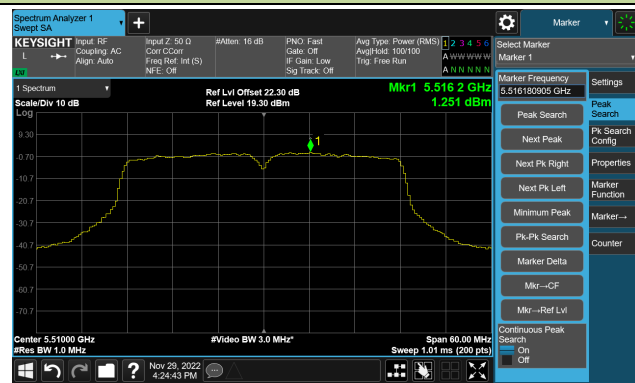 Spectrum Analyzer 1
Swept SA
Marker
KEYSIGHT
L
Input: RF
Coupling: AC
Align: Auto
Input Z: 50 Ω
Corr CCorr
Freq Ref: Int (S)
NFE: Off
#Atten: 16 dB
PNO: Fast
Gate: Off
IF Gain: Low
Sig Track: Off
Avg Type: Power (RMS)
Avg|Hold: 100/100
Trig: Free Run
1 2 3 4 5 6
A W W W W W
A N N N N N
Select Marker
Marker 1
Marker Frequency
5.516180905 GHz
Peak Search
Next Peak
Next Pk Right
Next Pk Left
Minimum Peak
Pk-Pk Search
Marker Delta
Mkr→CF
Mkr→Ref Lvl
Continuous Peak
Search
On
Off
Settings
Peak
Search
Pk Search
Config
Properties
Marker
Function
Marker→
Counter
1 Spectrum
Scale/Div 10 dB
Log
Ref Lvl Offset 22.30 dB
Ref Level 19.30 dBm
Mkr1 5.516 2 GHz
1.251 dBm
1
9.30
-0.70
-10.7
-20.7
-30.7
-40.7
-50.7
-60.7
-70.7
Center 5.51000 GHz
#Res BW 1.0 MHz
#Video BW 3.0 MHz*
Span 60.00 MHz
Sweep 1.01 ms (200 pts)
?
Nov 29, 2022
4:24:43 PM